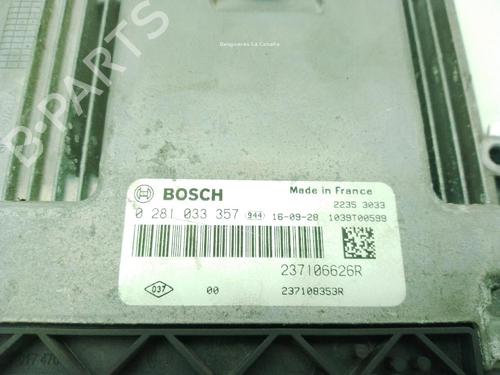 Desguaces La Cabaña
B-PARTS
BOSCH
Made in France
2235 3033
0 281 033 357 944 16-09-28 1039T00599
237106626R
037 00 237108353R